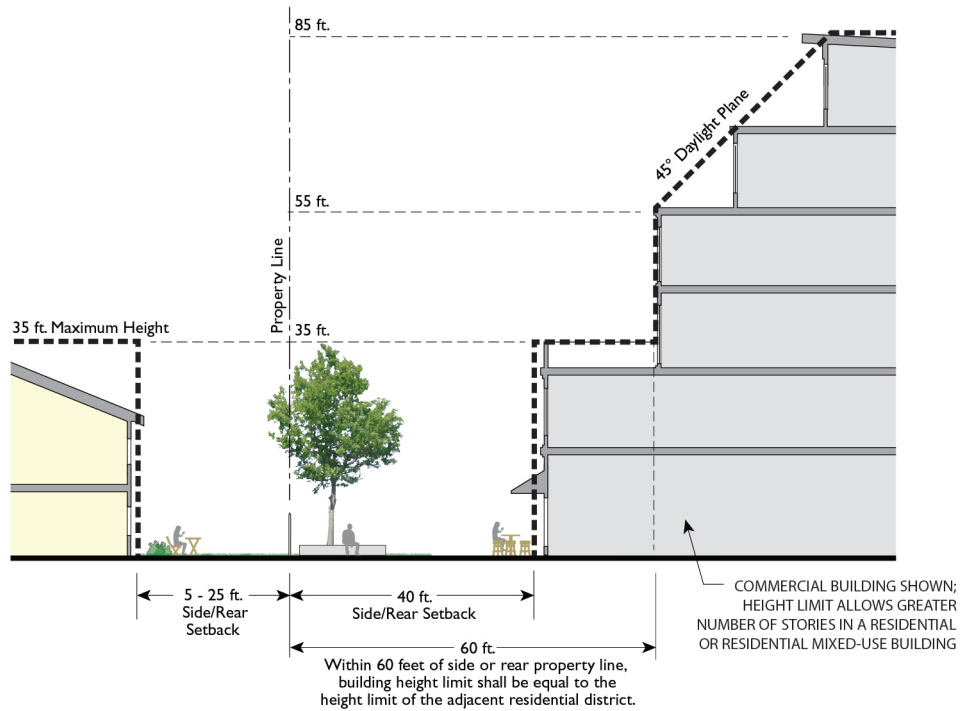 85 ft.
45° Daylight Plane
55 ft.
Property Line
35 ft. Maximum Height
35 ft.
5 - 25 ft.
Side/Rear
Setback
40 ft.
Side/Rear Setback
COMMERCIAL BUILDING SHOWN;
HEIGHT LIMIT ALLOWS GREATER
NUMBER OF STORIES IN A RESIDENTIAL
OR RESIDENTIAL MIXED-USE BUILDING
60 ft.
Within 60 feet of side or rear property line,
building height limit shall be equal to the
height limit of the adjacent residential district.